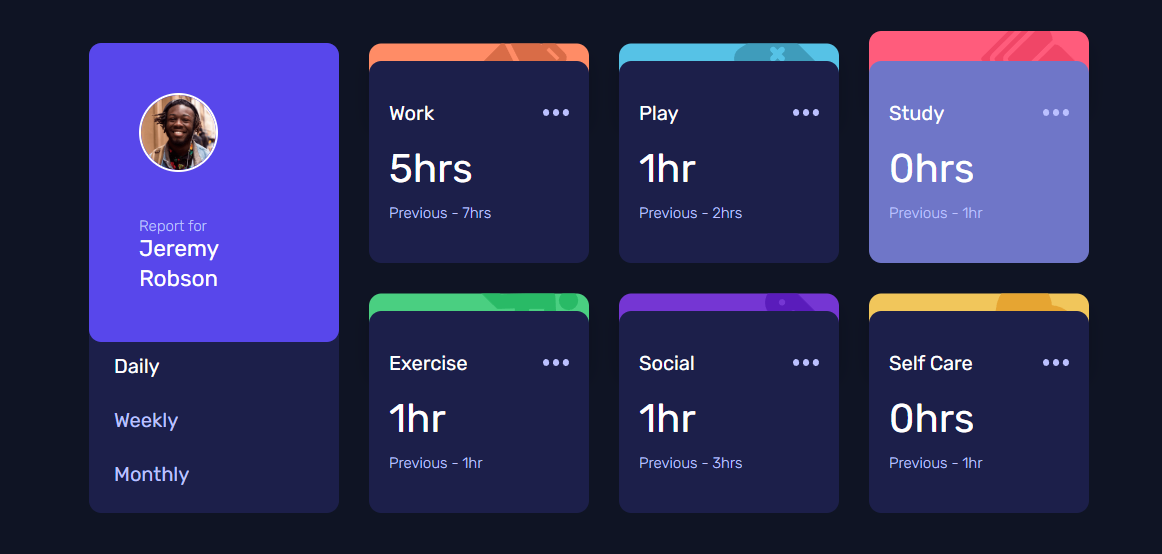 Report for
Jeremy
Robson
Daily
Weekly
Monthly
Work
5hrs
Previous - 7hrs
Play
1hr
Previous - 2hrs
Study
0hrs
Previous - 1hr
Exercise
1hr
Previous - 1hr
Social
1hr
Previous - 3hrs
Self Care
0hrs
Previous - 1hr